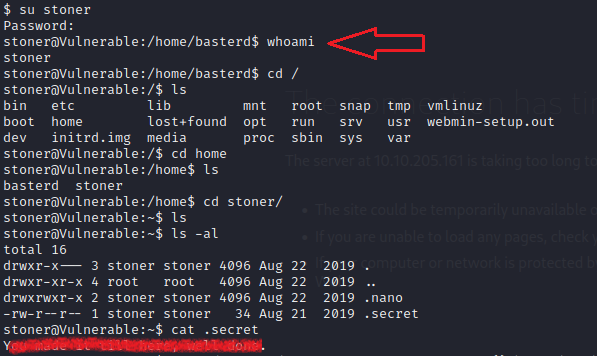 $ su stoner
Password:
stoner@Vulnerable:/home/basterd$ whoami
stoner
stoner@Vulnerable:/home/basterd$ cd /
stoner@Vulnerable:/$ ls
bin   etc         lib         mnt   root  snap  tmp  vmlinuz
boot  home        lost+found  opt   run   srv   usr  webmin-setup.out
dev   initrd.img  media       proc  sbin  sys   var
stoner@Vulnerable:/$ cd home
stoner@Vulnerable:/home$ ls
basterd  stoner
stoner@Vulnerable:/home$ cd stoner/
stoner@Vulnerable:~$ ls
stoner@Vulnerable:~$ ls -al
total 16
drwxr-x--- 3 stoner stoner 4096 Aug 22  2019 .
drwxr-xr-x 4 root   root   4096 Aug 22  2019 ..
drwxrwxr-x 2 stoner stoner 4096 Aug 22  2019 .nano
-rw-r--r-- 1 stoner stoner   34 Aug 21  2019 .secret
stoner@Vulnerable:~$ cat .secret
has
The server at 10.10.205.161 is taking too long to
The site could be temporarily unavailable
If you are unable to load any pages, check
computer or network is protected